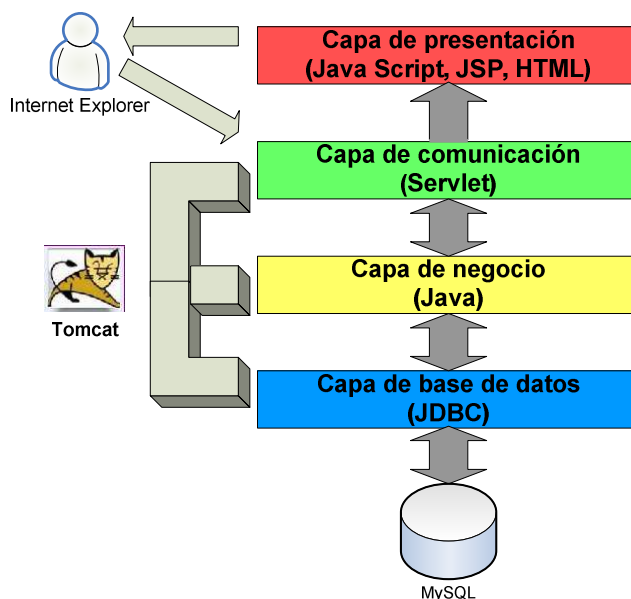 Capa de presentación
(Java Script, JSP, HTML)
Internet Explorer
Capa de comunicación
(Servlet)
Capa de negocio
(Java)
Tomcat
Capa de base de datos
(JDBC)
MySQL